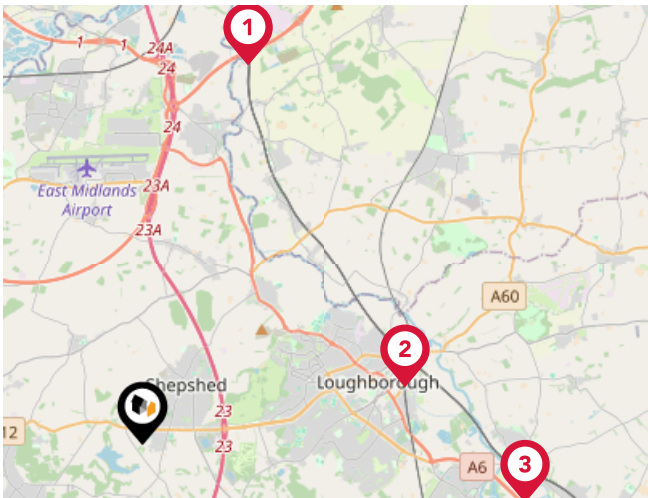 1
1
1
24A
24
24
East Midlands
Airport
23A
23A
A60
2
Shepshed
Loughborough
12
23
23
A6
3